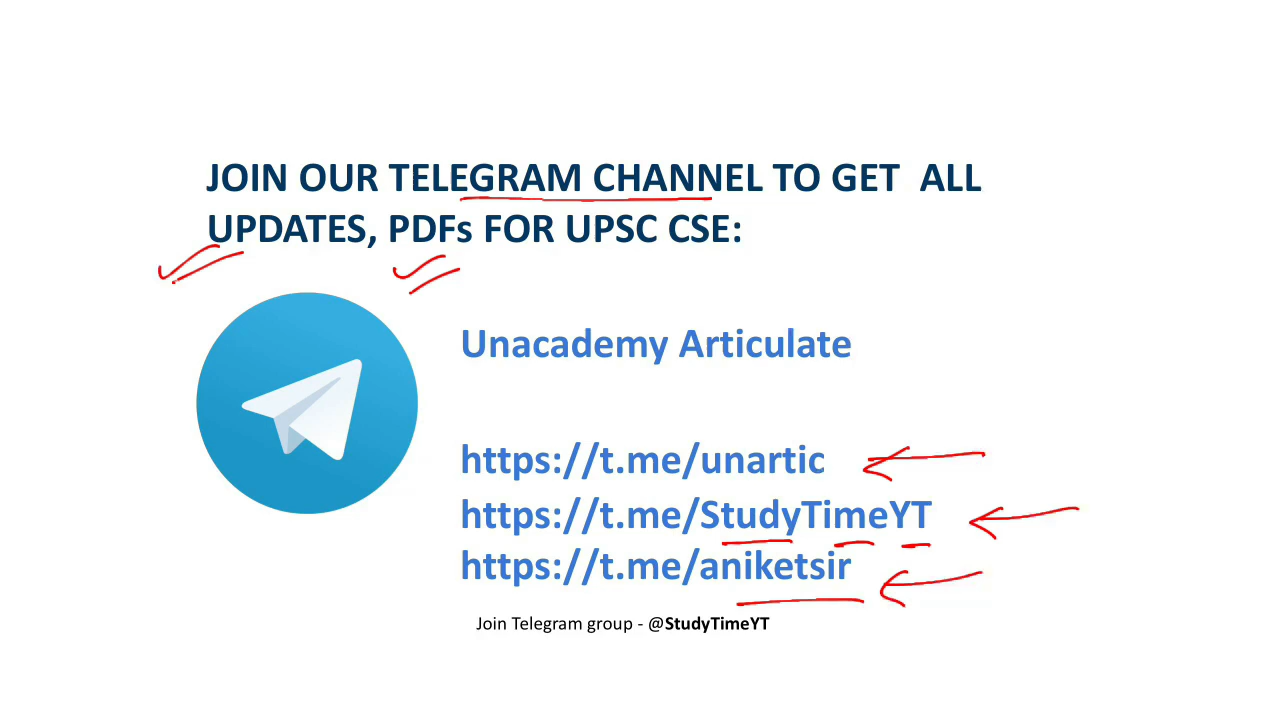 JOIN OUR TELEGRAM CHANNEL TO GET ALL
UPDATES, PDFs FOR UPSC CSE:
Unacademy Articulate
https://t.me/unartic
https://t.me/StudyTimeYT
https://t.me/aniketsir
Join Telegram group - @StudyTimeYT